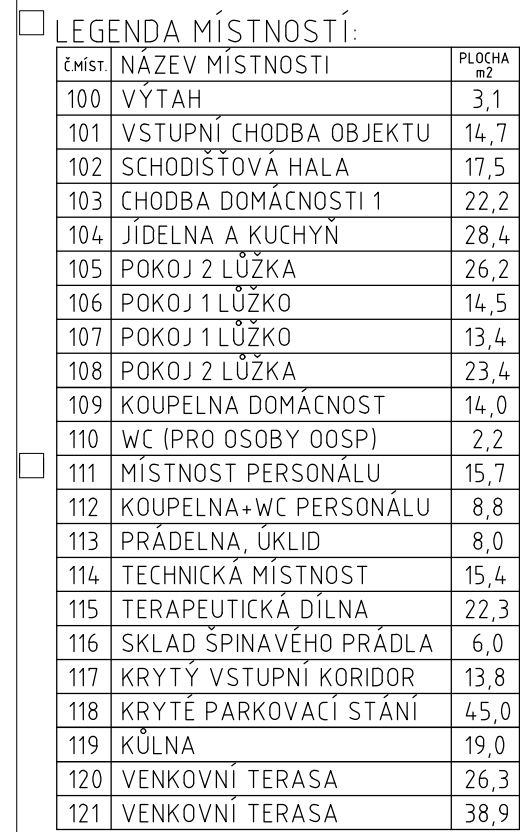 LEGENDA MÍSTNOSTÍ:
Č.MÍST. NÁZEV MÍSTNOSTI PLOCHA m2
100 VÝTAH 3,1
101 VSTUPNÍ CHODBA OBJEKTU 14,7
102 SCHODIŠŤOVÁ HALA 17,5
103 CHODBA DOMÁCNOSTI 1 22,2
104 JÍDELNA A KUCHYŇ 28,4
105 POKOJ 2 LŮŽKA 26,2
106 POKOJ 1 LŮŽKO 14,5
107 POKOJ 1 LŮŽKO 13,4
108 POKOJ 2 LŮŽKA 23,4
109 KOUPELNA DOMÁCNOST 14,0
110 WC (PRO OSOBY OOSP) 2,2
111 MÍSTNOST PERSONÁLU 15,7
112 KOUPELNA+WC PERSONÁLU 8,8
113 PRÁDELNA, ÚKLID 8,0
114 TECHNICKÁ MÍSTNOST 15,4
115 TERAPEUTICKÁ DÍLNA 22,3
116 SKLAD ŠPINAVÉHO PRÁDLA 6,0
117 KRYTÝ VSTUPNÍ KORIDOR 13,8
118 KRYTÉ PARKOVACÍ STÁNÍ 45,0
119 KŮLNA 19,0
120 VENKOVNÍ TERASA 26,3
121 VENKOVNÍ TERASA 38,9